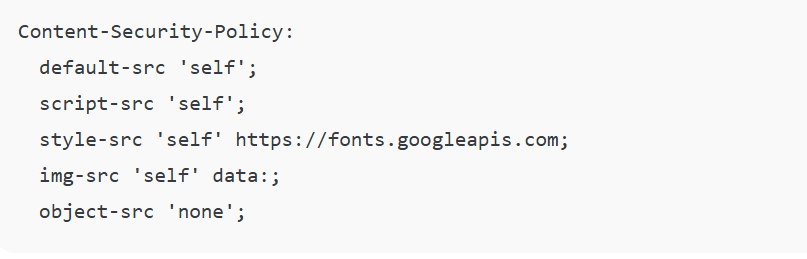 Content-Security-Policy:
  default-src 'self';
  script-src 'self';
  style-src 'self' https://fonts.googleapis.com;
  img-src 'self' data:;
  object-src 'none';